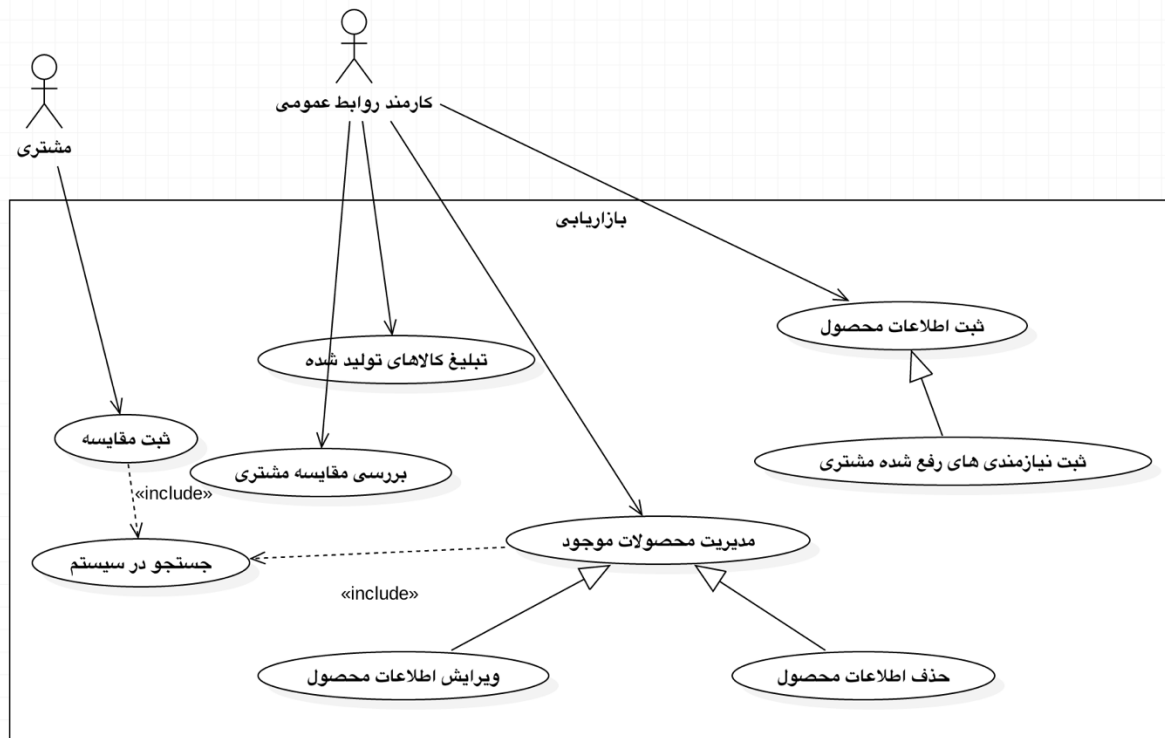 کارمند روابط عمومی
مشتری
بازاریابی
ثبت اطلاعات محصول
تبلیغ کالاهای تولید شده
ثبت مقایسه
بررسی مقایسه مشتری
ثبت نیازمندی های رفع شده مشتری
«include»
مدیریت محصولات موجود
جستجو در سیستم
«include»
حذف اطلاعات محصول
ویرایش اطلاعات محصول